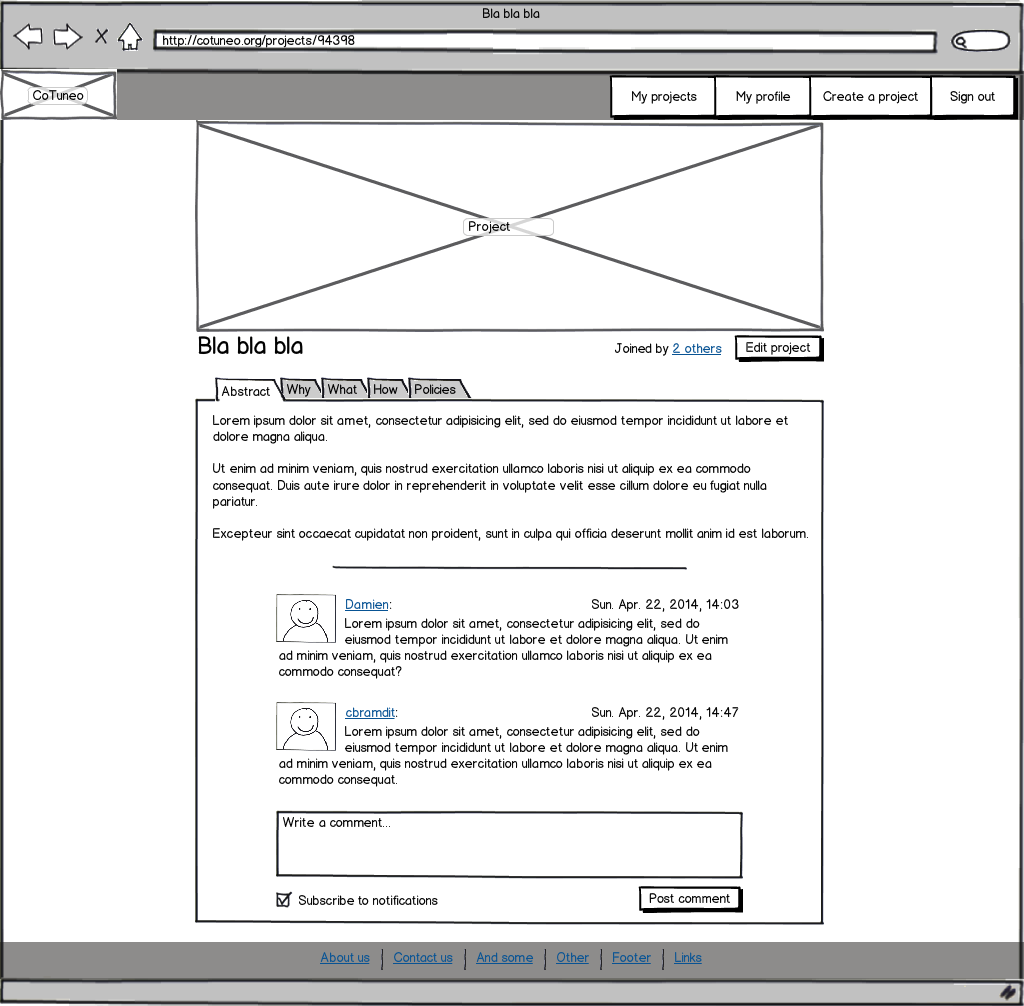 Bla bla bla
http://cotuneo.org/projects/94398
CoTuneo
My projects
My profile
Create a project
Sign out
Project
Bla bla bla
Joined by 2 others
Edit project
Abstract
Why
What
How
Policies
Lorem ipsum dolor sit amet, consectetur adipisicing elit, sed do eiusmod tempor incididunt ut labore et
dolore magna aliqua.
Ut enim ad minim veniam, quis nostrud exercitation ullamco laboris nisi ut aliquip ex ea commodo
consequat. Duis aute irure dolor in reprehenderit in voluptate velit esse cillum dolore eu fugiat nulla
pariatur.
Excepteur sint occaecat cupidatat non proident, sunt in culpa qui officia deserunt mollit anim id est laborum.
Damien:
Sun. Apr. 22, 2014, 14:03
Lorem ipsum dolor sit amet, consectetur adipisicing elit, sed do
eiusmod tempor incididunt ut labore et dolore magna aliqua. Ut enim
ad minim veniam, quis nostrud exercitation ullamco laboris nisi ut aliquip ex ea
commodo consequat?
cbramdit:
Sun. Apr. 22, 2014, 14:47
Lorem ipsum dolor sit amet, consectetur adipisicing elit, sed do
eiusmod tempor incididunt ut labore et dolore magna aliqua. Ut enim
ad minim veniam, quis nostrud exercitation ullamco laboris nisi ut aliquip ex ea
commodo consequat.
Write a comment...
Subscribe to notifications
Post comment
About us
Contact us
And some
Other
Footer
Links